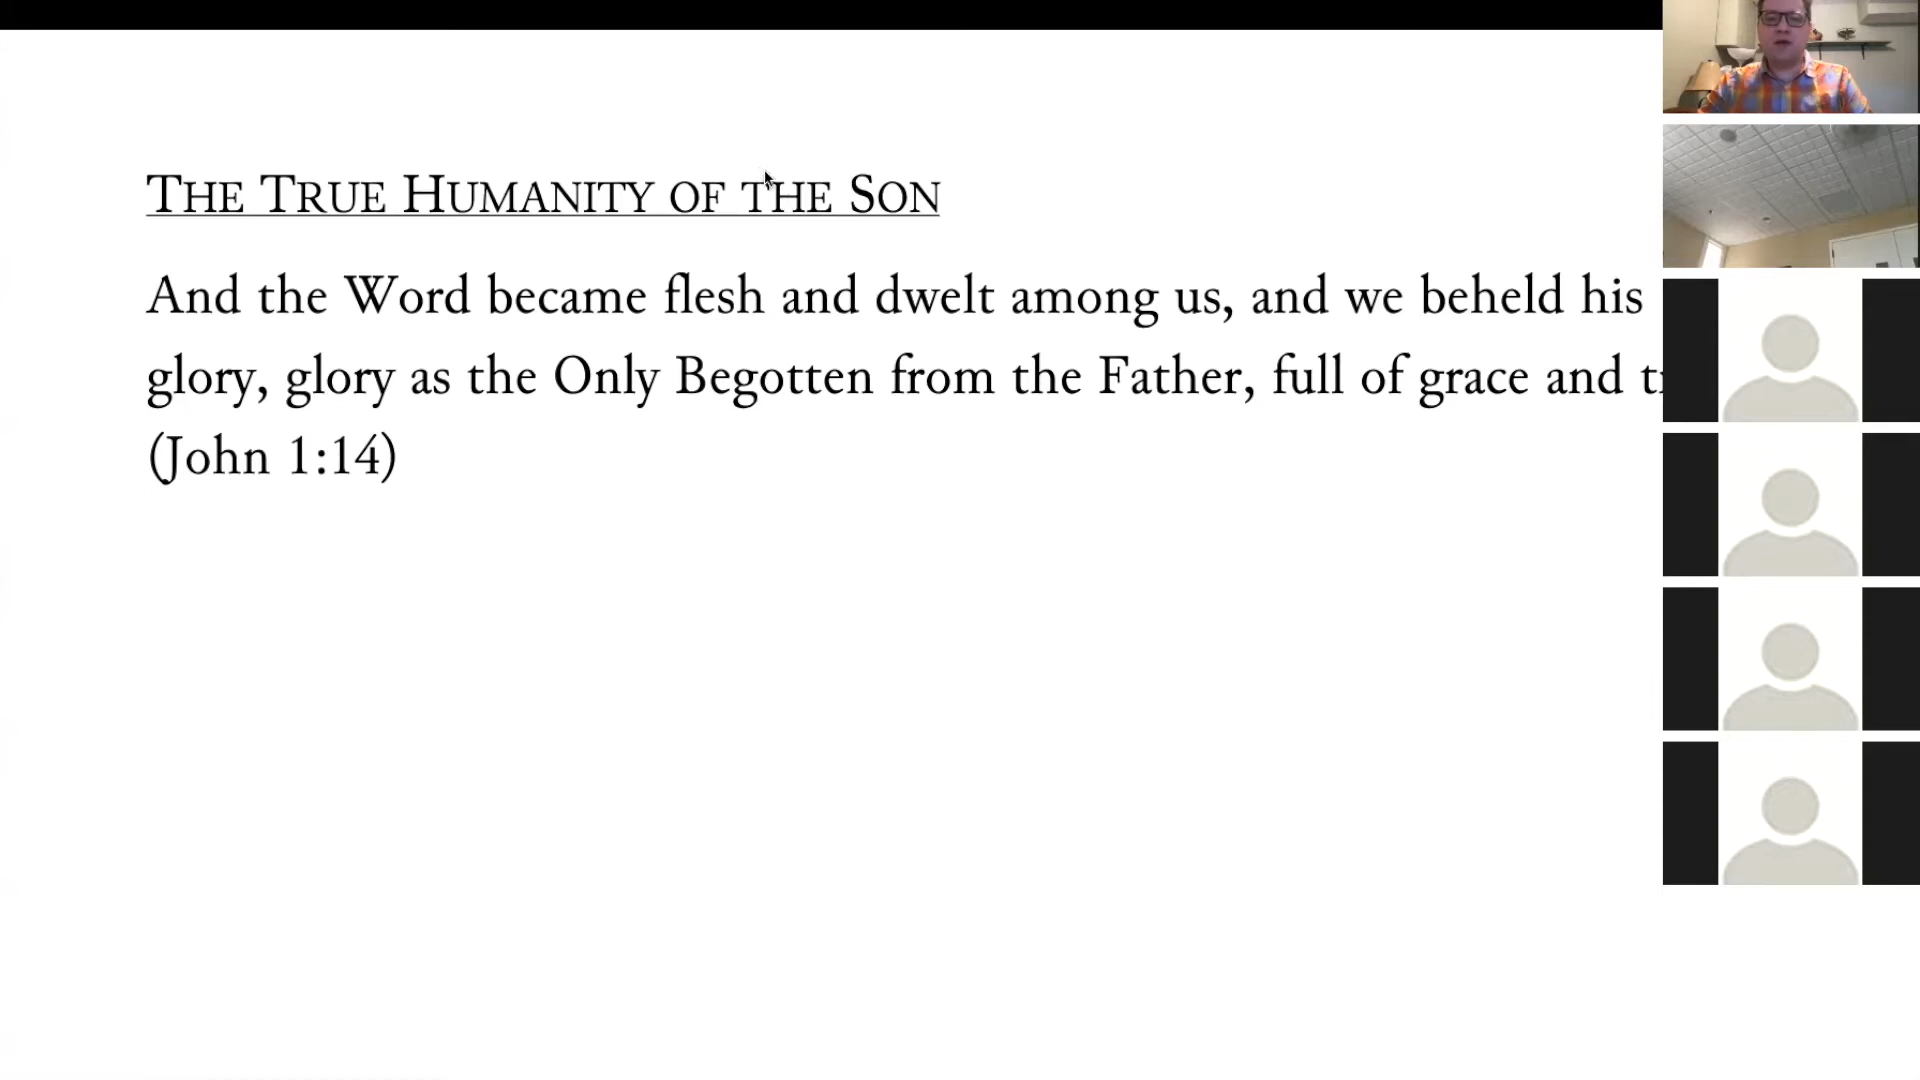 THE TRUE HUMANITY OF THE SON
And the Word became flesh and dwelt among us, and we beheld his
glory, glory as the Only Begotten from the Father, full of grace and
(John 1:14)